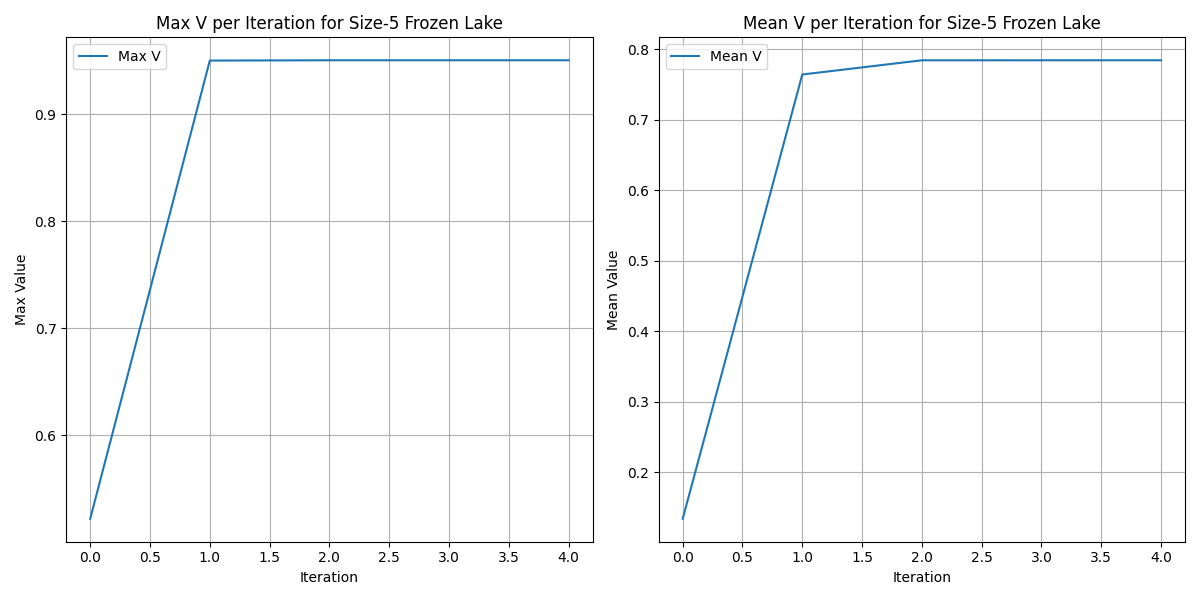 Max V per Iteration for Size-5 Frozen Lake
Max V
0.9
0.8
0.7
0.6
Max Value
0.0 0.5 1.0 1.5 2.0 2.5 3.0 3.5 4.0
Iteration
Mean V per Iteration for Size-5 Frozen Lake
Mean V
0.8
0.7
0.6
0.5
0.4
0.3
0.2
Mean Value
0.0 0.5 1.0 1.5 2.0 2.5 3.0 3.5 4.0
Iteration